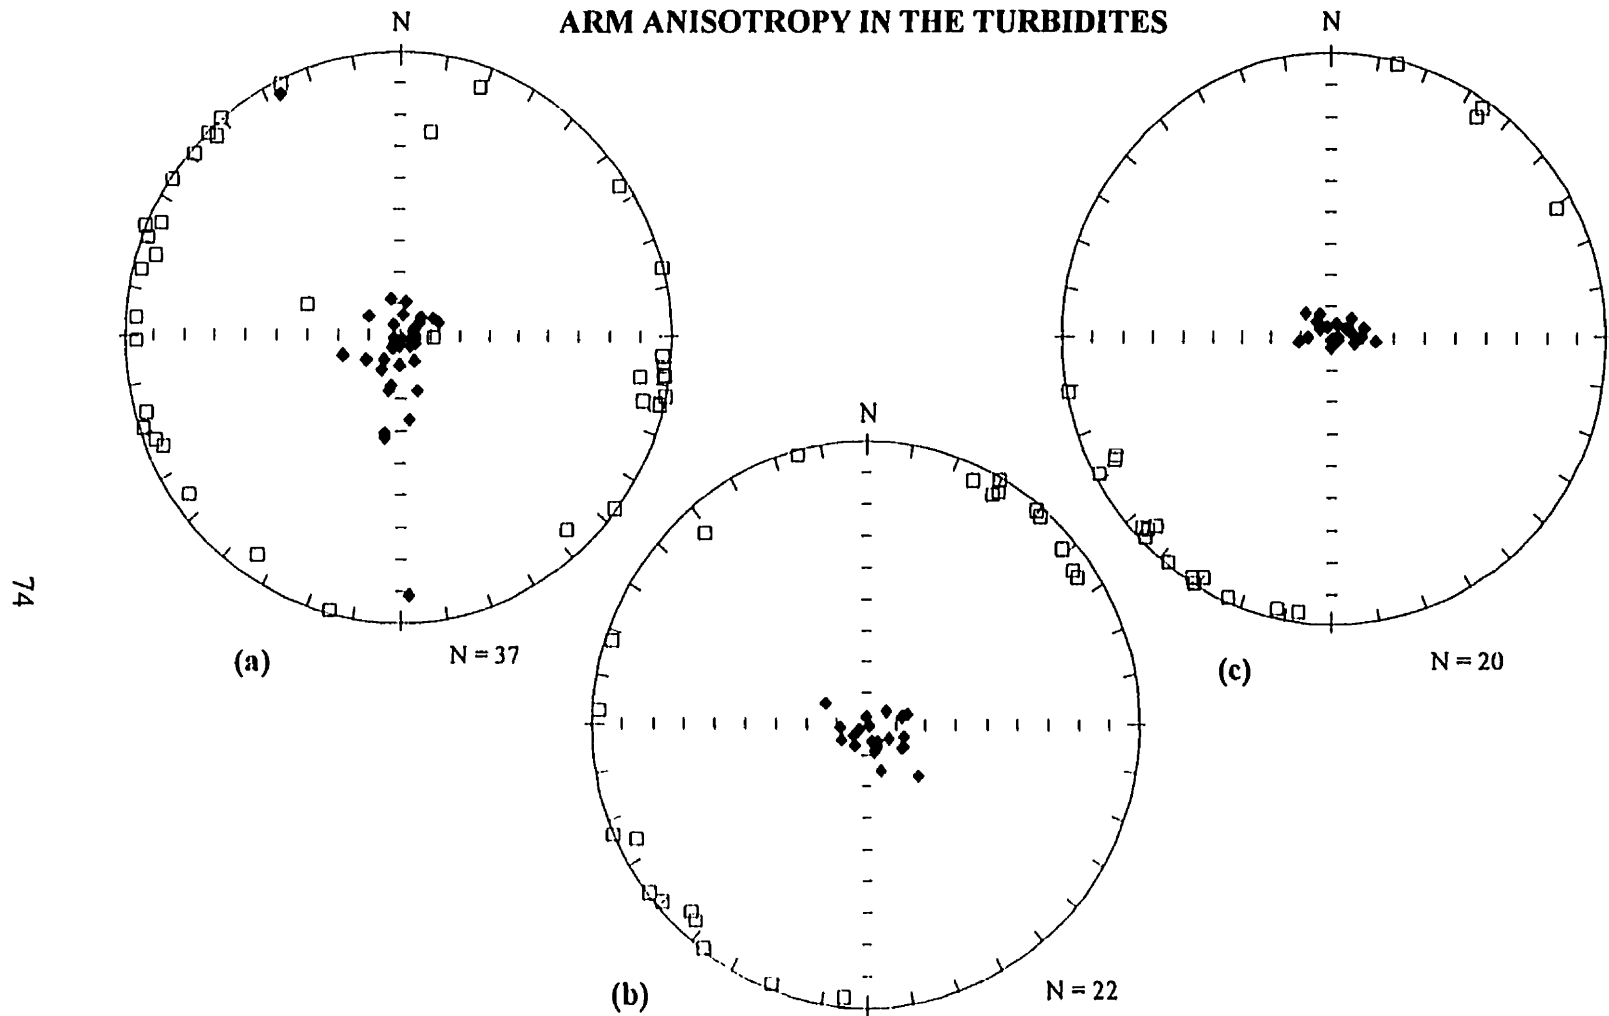 ARM ANISOTROPY IN THE TURBIDITES
N
N
N
(a)
N = 37
(c)
N = 20
(b)
N = 22
74